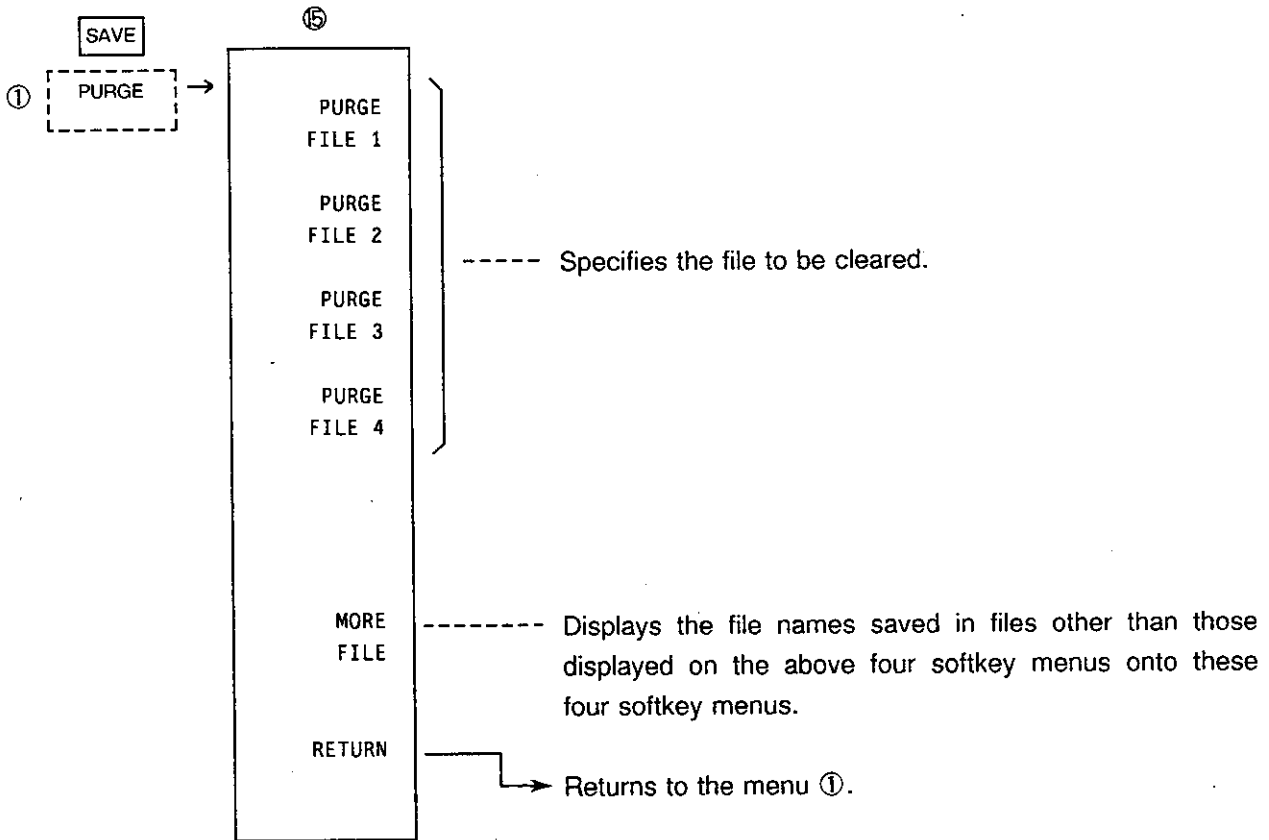 ⑮
SAVE
① PURGE →
PURGE
FILE 1
PURGE
FILE 2
Specifies the file to be cleared.
PURGE
FILE 3
PURGE
FILE 4
MORE
FILE
Displays the file names saved in files other than those
displayed on the above four softkey menus onto these
four softkey menus.
RETURN
Returns to the menu ①.